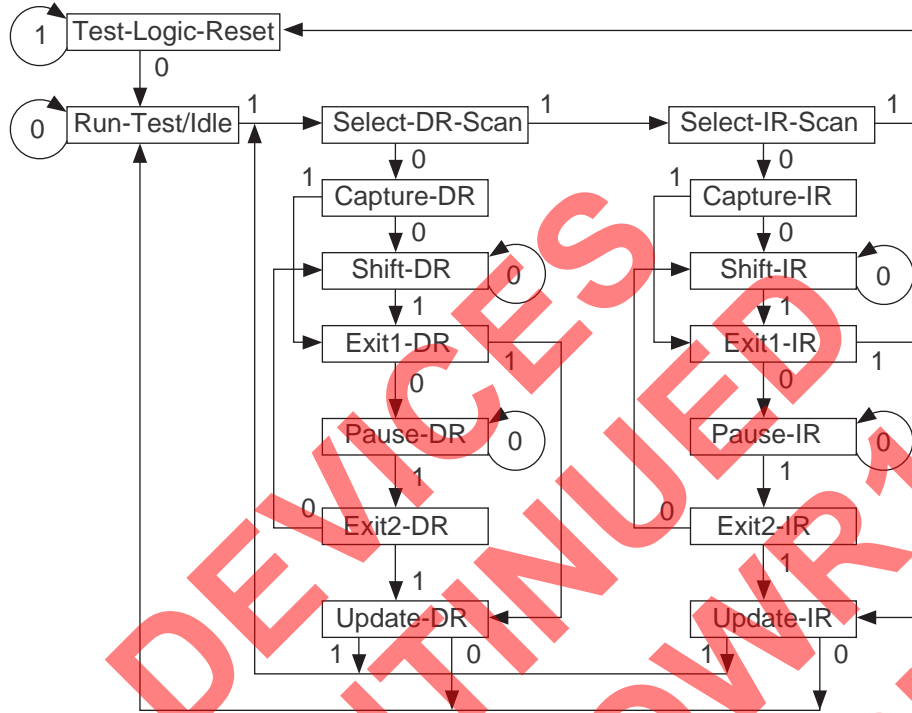 1 Test-Logic-Reset
0
0 Run-Test/Idle 1 Select-DR-Scan 1 Select-IR-Scan 1
0 0
1 Capture-DR 1 Capture-IR
0 0
Shift-DR 0 Shift-IR 0
1 1
Exit1-DR 1 Exit1-IR 1
0 0
Pause-DR 0 Pause-IR 0
1 1
0 Exit2-DR 0 Exit2-IR
1 1
Update-DR Update-IR
1 0 1 0
DEVICES
NTINUED
OWR1